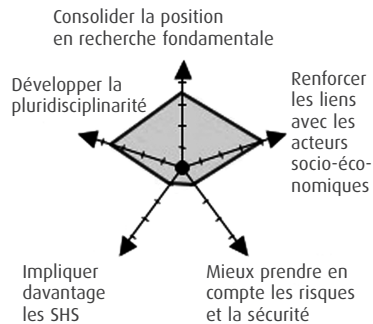 Consolider la position
en recherche fondamentale
Développer la
pluridisciplinarité
Renforcer
les liens
avec les
acteurs
socio-éco-
nomiques
Impliquer
davantage
les SHS
Mieux prendre en
compte les risques
et la sécurité